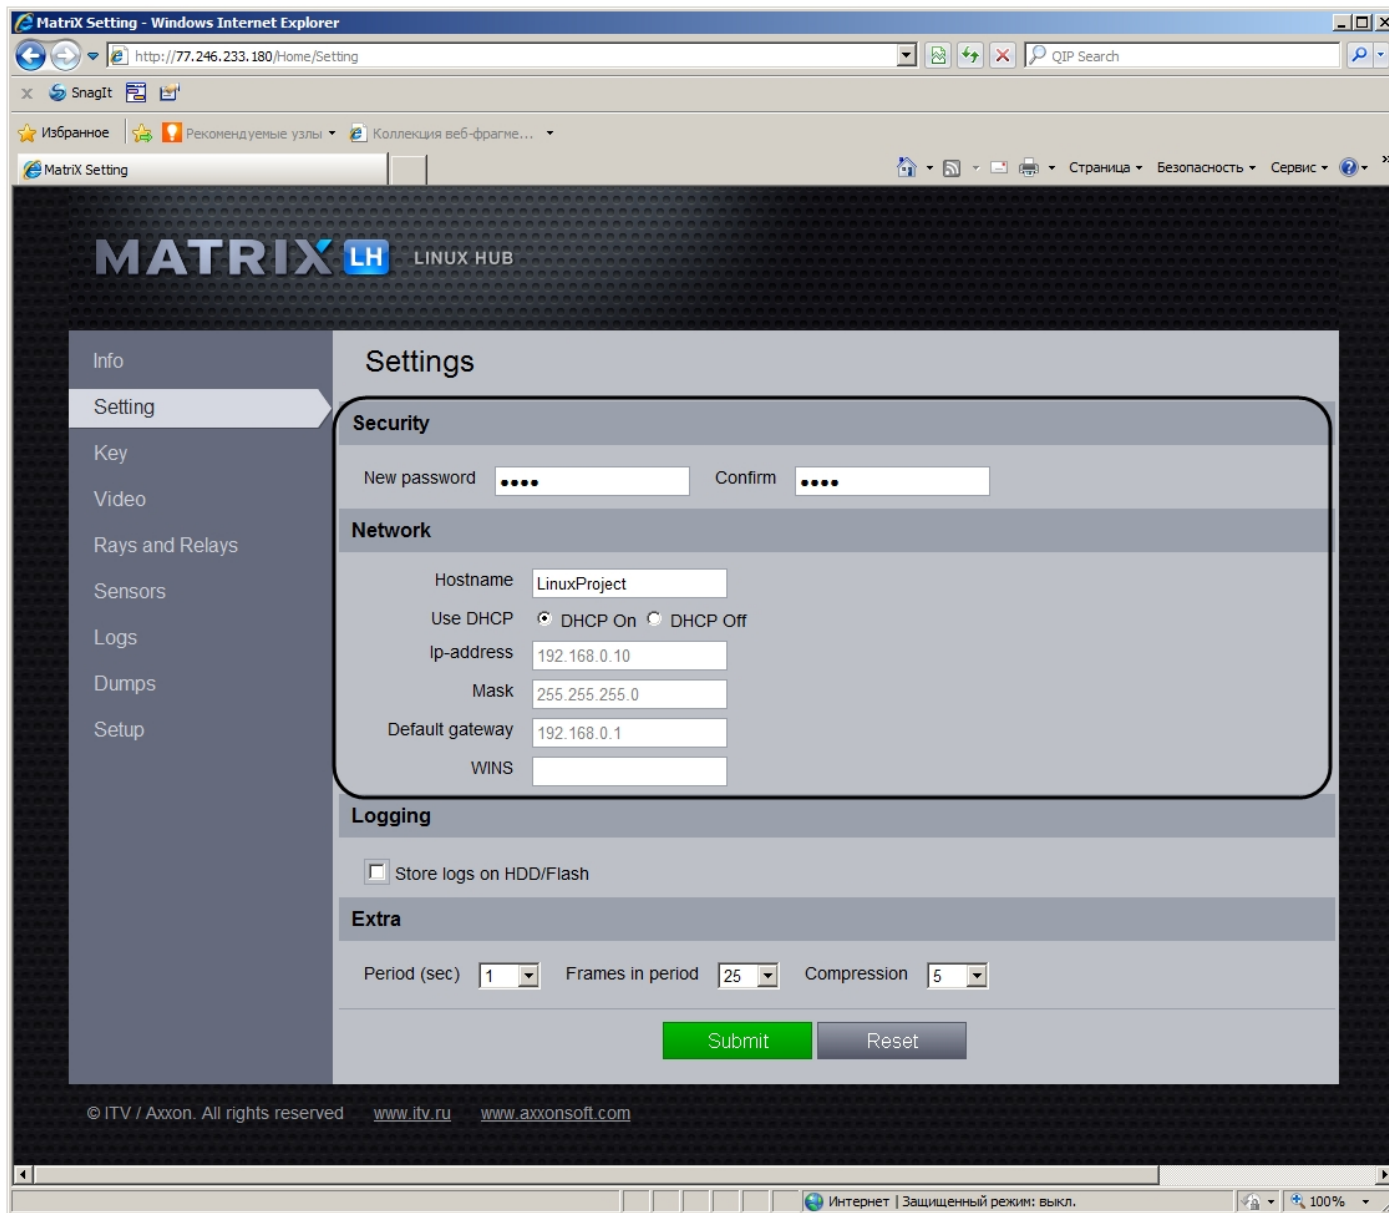 MatriX Setting - Windows Internet Explorer
http://77.246.233.180/Home/Setting
QIP Search
SnagIt
Избранное
Рекомендуемые узлы
Коллекция веб-фрагме...
MatriX Setting
Страница
Безопасность
Сервис
MATRIX LH LINUX HUB
Info
Setting
Key
Video
Rays and Relays
Sensors
Logs
Dumps
Setup
Settings
Security
New password ••••
Confirm ••••
Network
Hostname LinuxProject
Use DHCP DHCP On DHCP Off
Ip-address 192.168.0.10
Mask 255.255.255.0
Default gateway 192.168.0.1
WINS
Logging
Store logs on HDD/Flash
Extra
Period (sec) 1 Frames in period 25 Compression 5
Submit Reset
© ITV / Axxon. All rights reserved www.itv.ru www.axxonsoft.com
Интернет | Защищенный режим: выкл.
100%